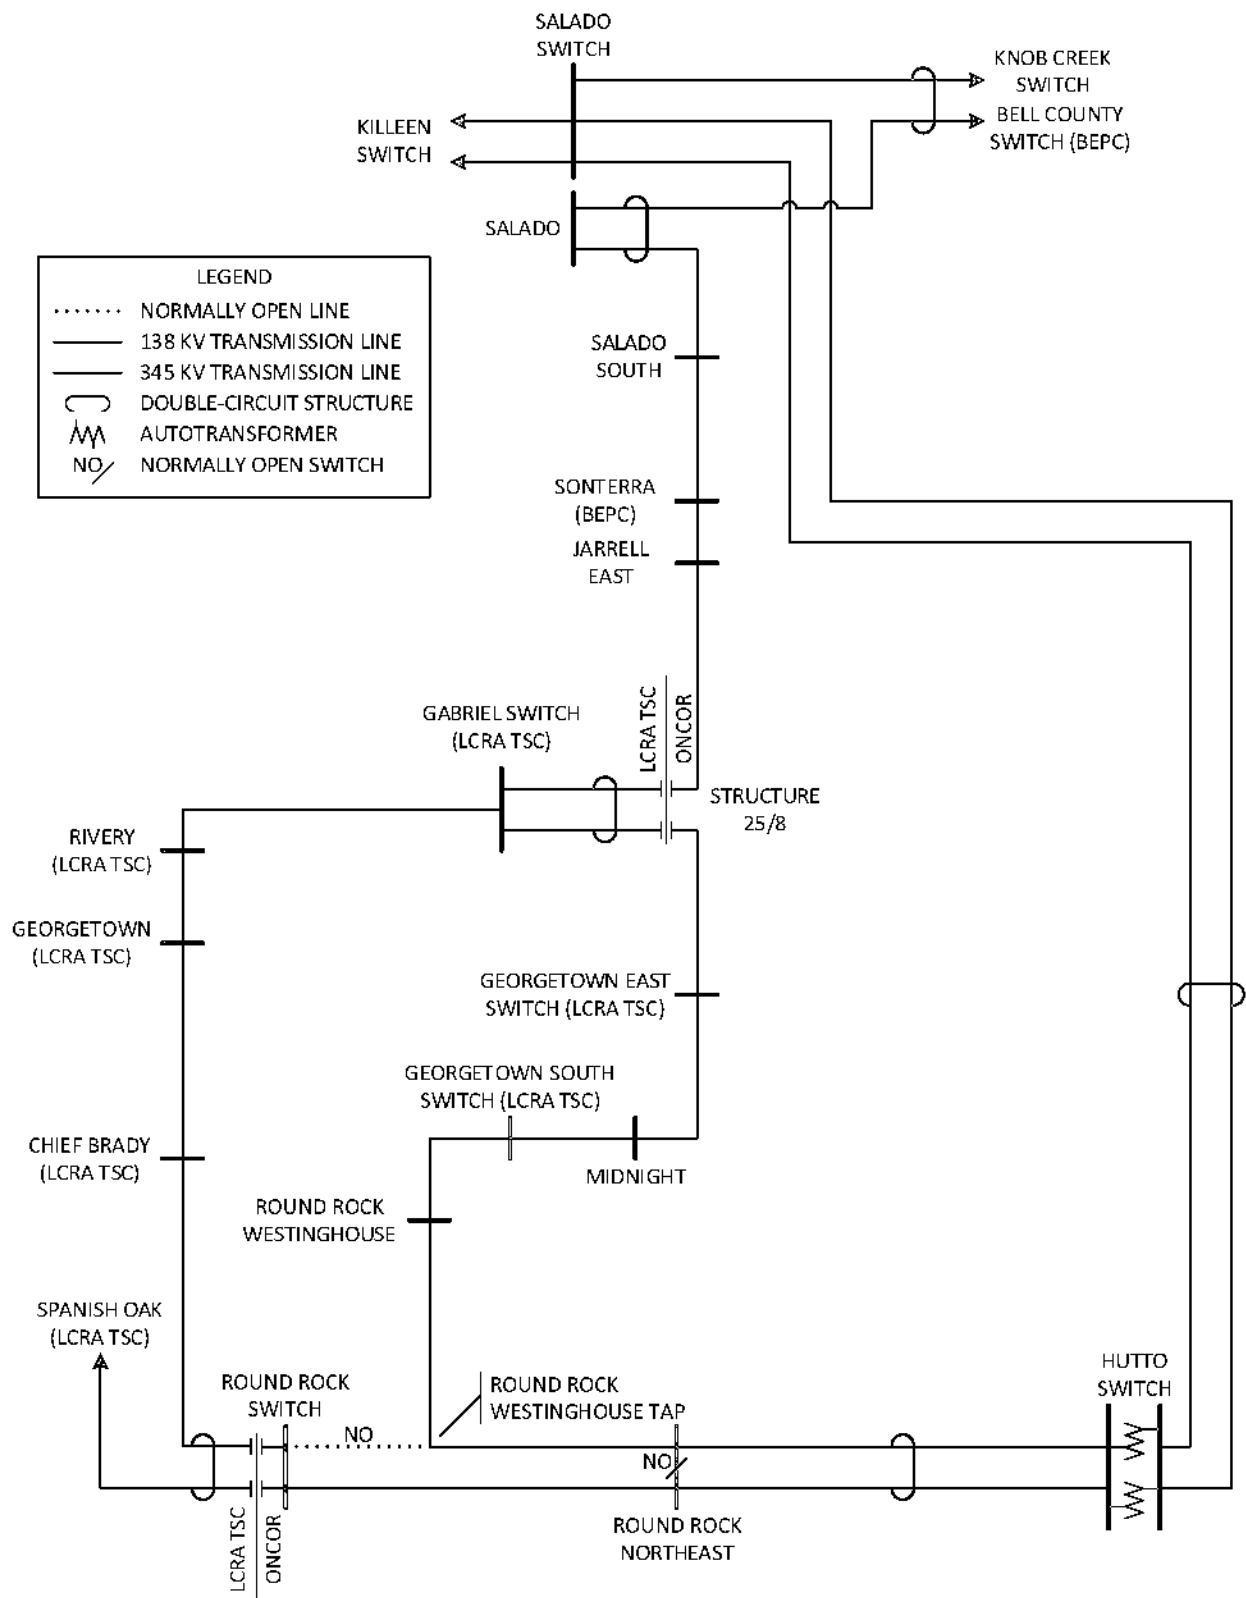 SALADO
SWITCH
KNOB CREEK
SWITCH
BELL COUNTY
SWITCH (BEPC)
KILLEEN
SWITCH
SALADO
LEGEND
NORMALLY OPEN LINE
138 KV TRANSMISSION LINE
345 KV TRANSMISSION LINE
DOUBLE-CIRCUIT STRUCTURE
AUTOTRANSFORMER
NO NORMALLY OPEN SWITCH
SALADO
SOUTH
SONTERRA
(BEPC)
JARRELL
EAST
LCRA TSC
ONCOR
GABRIEL SWITCH
(LCRA TSC)
STRUCTURE
25/8
RIVERY
(LCRA TSC)
GEORGETOWN
(LCRA TSC)
GEORGETOWN EAST
SWITCH (LCRA TSC)
GEORGETOWN SOUTH
SWITCH (LCRA TSC)
MIDNIGHT
CHIEF BRADY
(LCRA TSC)
ROUND ROCK
WESTINGHOUSE
SPANISH OAK
(LCRA TSC)
ROUND ROCK
SWITCH
NO
ROUND ROCK
WESTINGHOUSE TAP
NO
HUTTO
SWITCH
LCRA TSC
ONCOR
ROUND ROCK
NORTHEAST